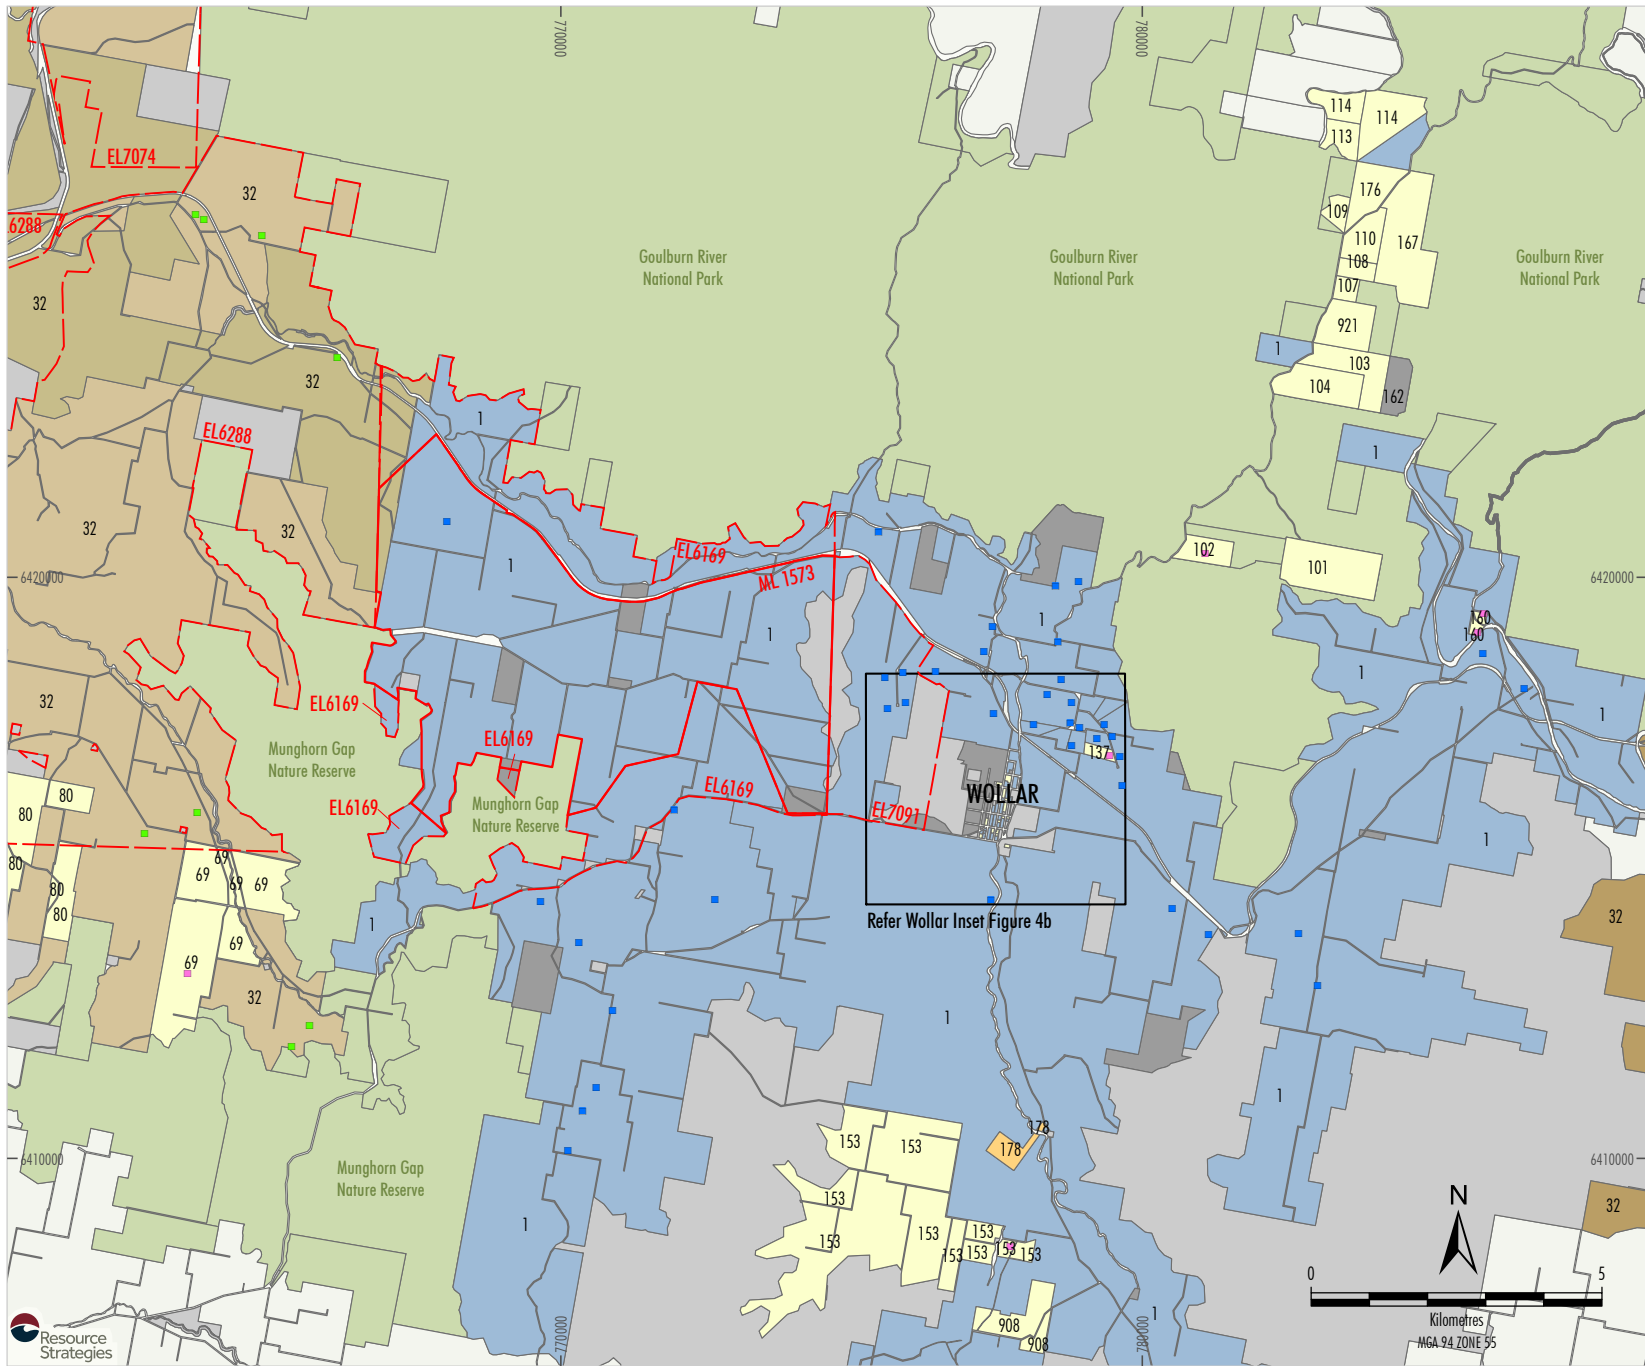 770000
780000
EL7074
32
114
114
113
176
109
110
167
108
107
921
1
103
104
162
6288
32
Goulburn River
National Park
Goulburn River
National Park
Goulburn River
National Park
32
1
EL6288
32
32
1
1
EL6169
ML 1573
102
101
6420000
6420000
1
1
160
160
1
1
32
EL6169
EL6169
Munghorn Gap
Nature Reserve
137
80
80
80
80
80
EL6169
EL6169
Munghorn Gap
Nature Reserve
EL7091
WOLLAR
1
69
69
69
69
69
69
32
1
Refer Wollar Inset Figure 4b
32
1
1
6410000
6410000
Munghorn Gap
Nature Reserve
1
153
153
178
178
153
153
153
153
153
153
153
153
32
908
908
1
N
0
5
Kilometres
MGA 94 ZONE 55
770000
780000
Resource
Strategies